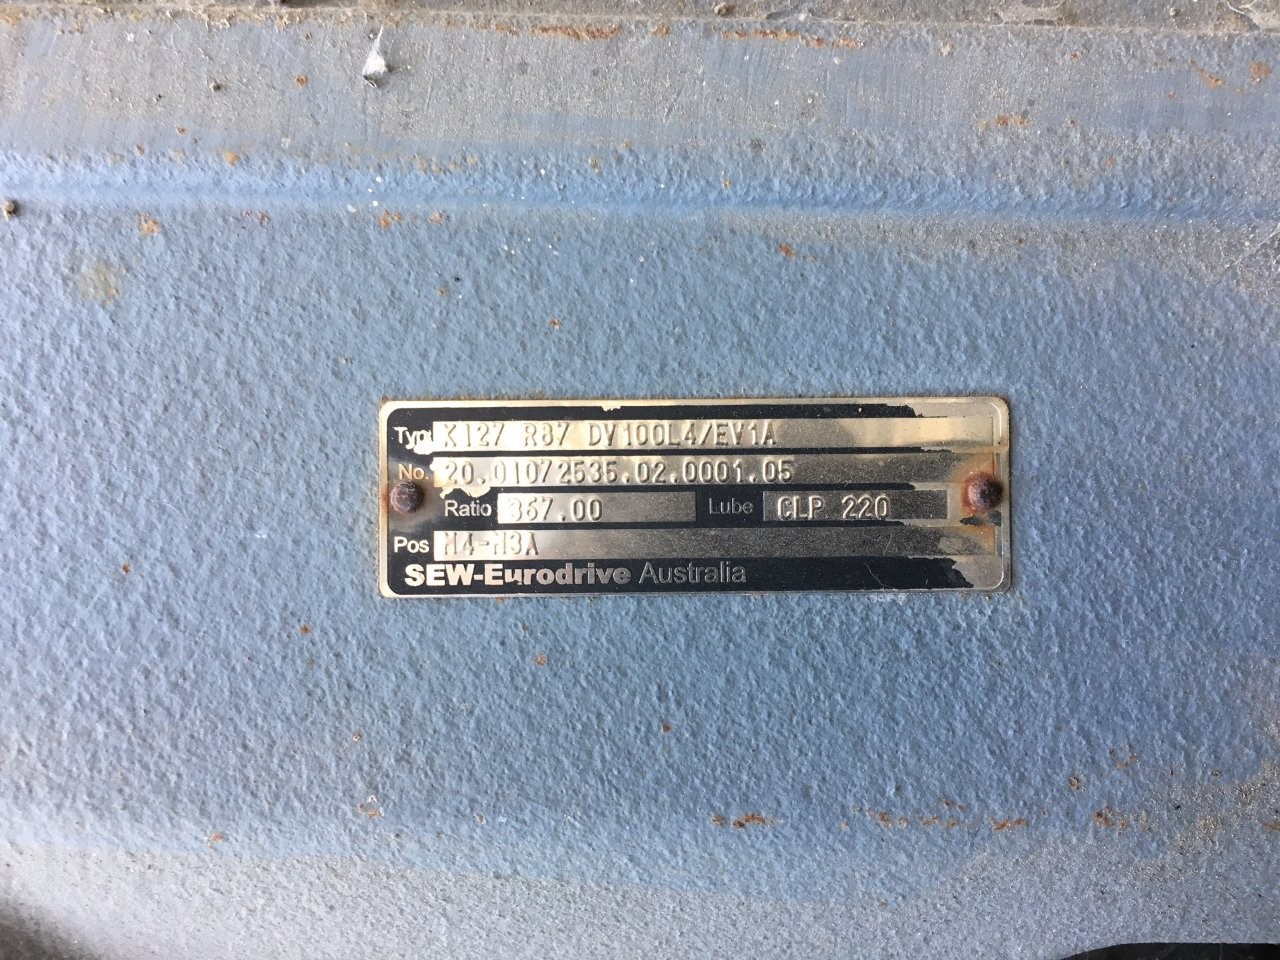 Type K127 R87 DV100L4/EV1A
No. 20.01072535.02.0001.05
Ratio 367.00 Lube CLP 220
Pos M4-M3A
SEW-Eurodrive Australia